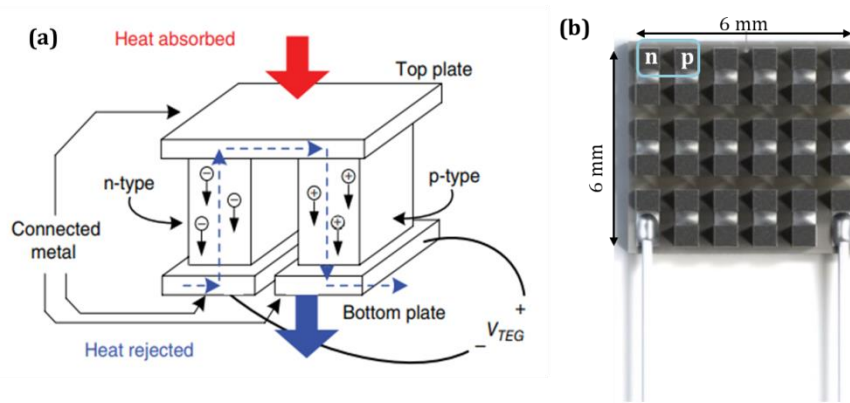 (a)
Heat absorbed
Top plate
n-type
p-type
Connected
metal
Bottom plate
+
V_TEG
−
Heat rejected
(b)
6 mm
n p
6 mm